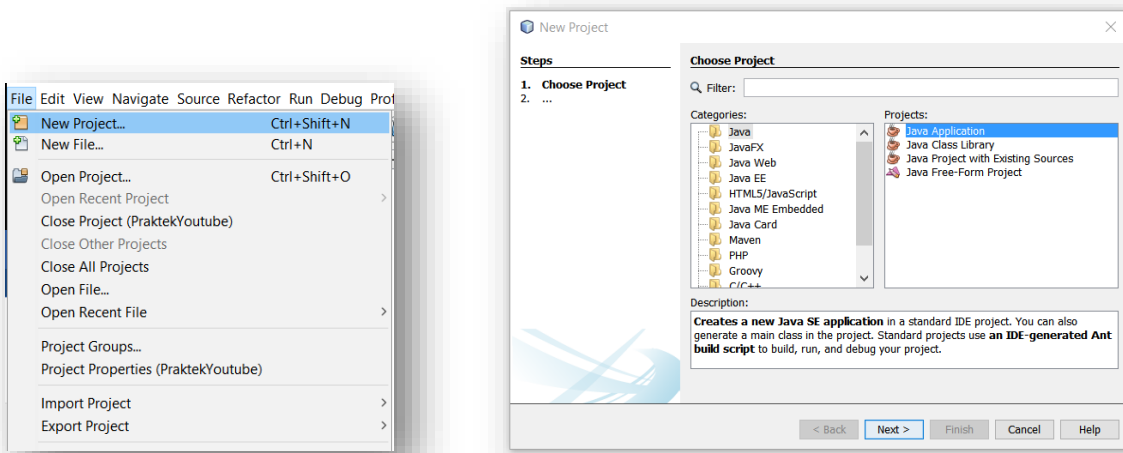 File Edit View Navigate Source Refactor Run Debug
New Project... Ctrl+Shift+N
New File... Ctrl+N
Open Project... Ctrl+Shift+O
Open Recent Project
Close Project (PraktekYoutube)
Close Other Projects
Close All Projects
Open File...
Open Recent File
Project Groups...
Project Properties (PraktekYoutube)
Import Project
Export Project
New Project
Steps
1. Choose Project
2. ...
Choose Project
Filter:
Categories:
Java
JavaFX
Java Web
Java EE
HTML5/JavaScript
Java ME Embedded
Java Card
Maven
PHP
Groovy
C/C++
Projects:
Java Application
Java Class Library
Java Project with Existing Sources
Java Free-Form Project
Description:
Creates a new Java SE application in a standard IDE project. You can also
generate a main class in the project. Standard projects use an IDE-generated Ant
build script to build, run, and debug your project.
< Back Next > Finish Cancel Help